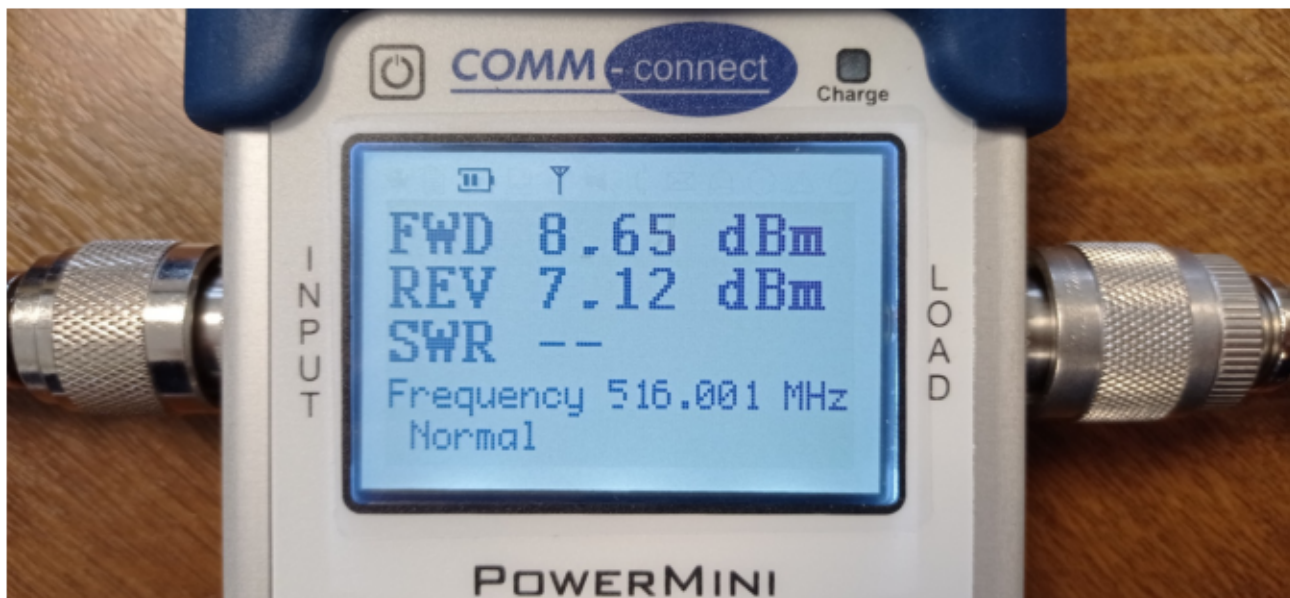 COMM-connect
Charge
INPUT
LOAD
FWD 8.65 dBm
REV 7.12 dBm
SWR --
Frequency 516.001 MHz
Normal
POWERMINI